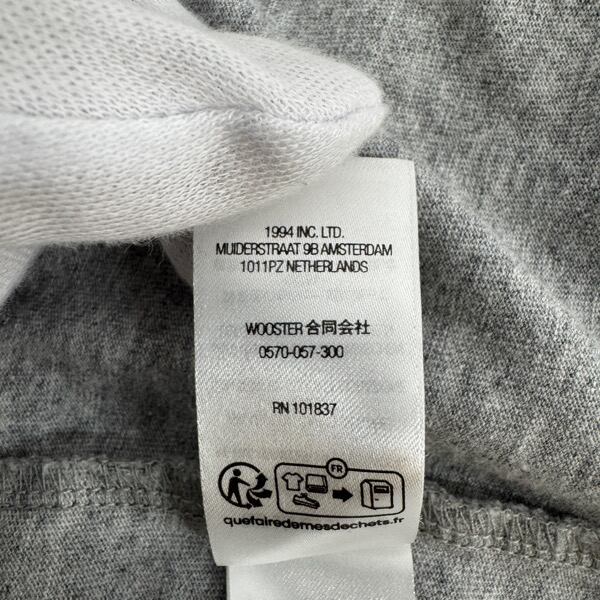 1994 INC. LTD.
MUIDERSTRAAT 9B AMSTERDAM
1011PZ NETHERLANDS
WOOSTER 合同会社
0570-057-300
RN 101837
FR
quefairedemesdechets.fr